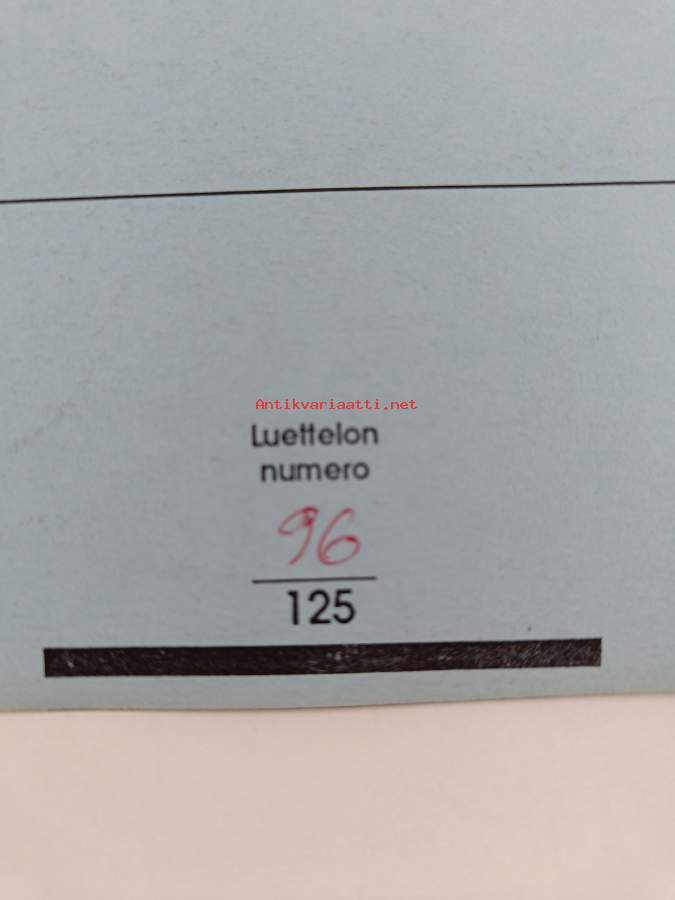 Antikvariaatti.net
Luettelon
numero
96
125